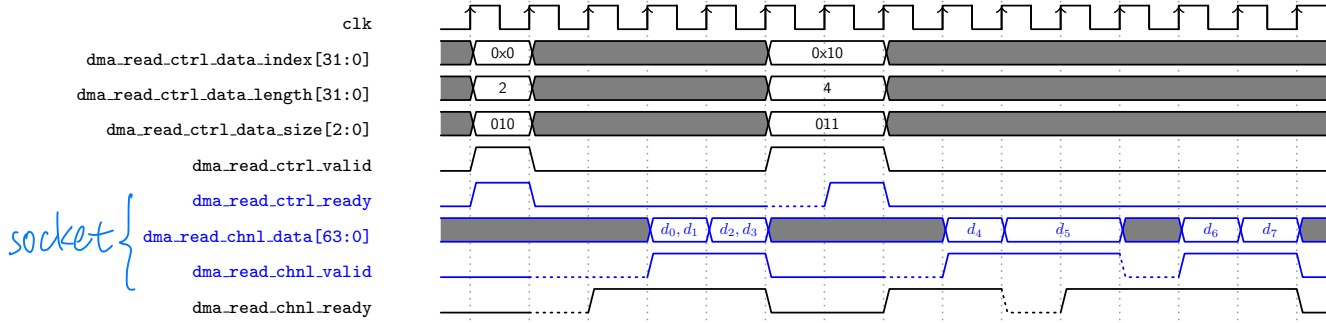 clk
dma_read_ctrl_data_index[31:0] 0x0 0x10
dma_read_ctrl_data_length[31:0] 2 4
dma_read_ctrl_data_size[2:0] 010 011
dma_read_ctrl_valid
dma_read_ctrl_ready
socket { dma_read_chnl_data[63:0] d₀, d₁ d₂, d₃ d₄ d₅ d₆ d₇
dma_read_chnl_valid
dma_read_chnl_ready